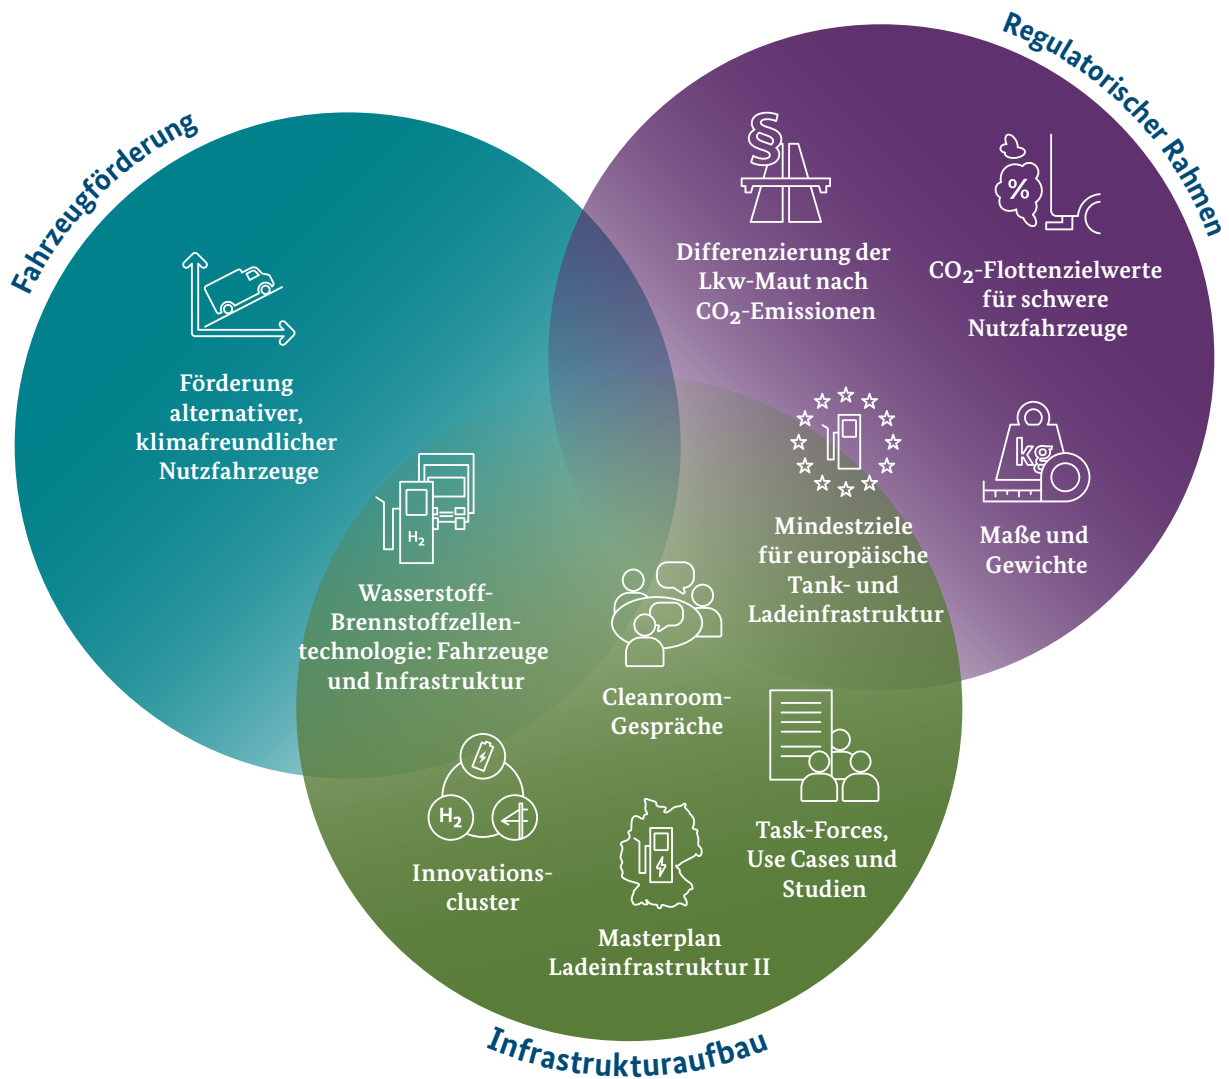 Fahrzeugförderung
Regulatorischer Rahmen
§
Differenzierung der
Lkw-Maut nach
CO₂-Emissionen
%
CO₂-Flottenzielwerte
für schwere
Nutzfahrzeuge
Förderung
alternativer,
klimafreundlicher
Nutzfahrzeuge
H₂
Wasserstoff-
Brennstoffzellen-
technologie: Fahrzeuge
und Infrastruktur
Mindestziele
für europäische
Tank- und
Ladeinfrastruktur
kg
Maße und
Gewichte
Cleanroom-
Gespräche
H₂
Innovations-
cluster
Task-Forces,
Use Cases und
Studien
Masterplan
Ladeinfrastruktur II
Infrastrukturaufbau